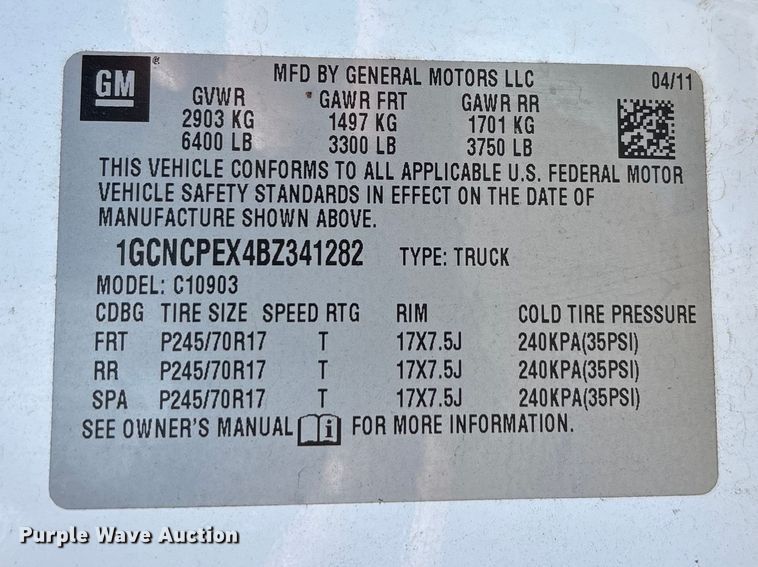 GM ® MFD BY GENERAL MOTORS LLC 04/11
GVWR GAWR FRT GAWR RR
2903 KG 1497 KG 1701 KG
6400 LB 3300 LB 3750 LB
THIS VEHICLE CONFORMS TO ALL APPLICABLE U.S. FEDERAL MOTOR
VEHICLE SAFETY STANDARDS IN EFFECT ON THE DATE OF
MANUFACTURE SHOWN ABOVE.
1GCNCPEX4BZ341282 TYPE: TRUCK
MODEL: C10903
CDBG TIRE SIZE SPEED RTG RIM COLD TIRE PRESSURE
FRT P245/70R17 T 17X7.5J 240KPA(35PSI)
RR P245/70R17 T 17X7.5J 240KPA(35PSI)
SPA P245/70R17 T 17X7.5J 240KPA(35PSI)
SEE OWNER'S MANUAL i FOR MORE INFORMATION.
Purple Wave Auction